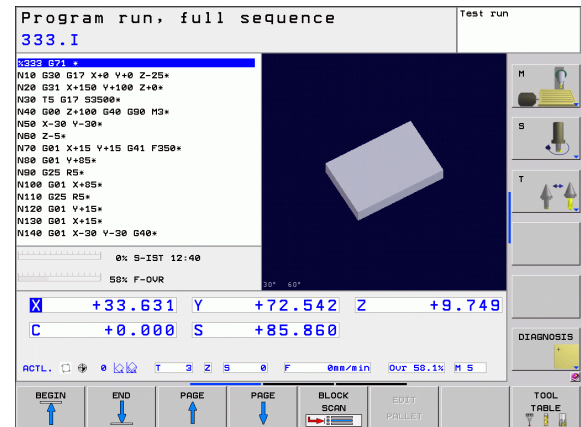 Program run, full sequence
Test run
333.I
%333 G71 *
N10 G30 G17 X+0 Y+0 Z-25*
N20 G31 X+150 Y+100 Z+0*
N30 T5 G17 S3500*
N40 G00 Z+100 G40 G90 M3*
N50 X-30 Y-30*
N60 Z-5*
N70 G01 X+15 Y+15 G41 F350*
N80 G01 Y+85*
N90 G25 R5*
N100 G01 X+85*
N110 G25 R5*
N120 G01 Y+15*
N130 G01 X+15*
N140 G01 X-30 Y-30 G40*
0% S-IST 12:40
58% F-OVR
30° 60°
M
S
T
X +33.631 Y +72.542 Z +9.749
C +0.000 S +85.860
DIAGNOSIS
ACTL. 0 T 3 Z S 0 F 0mm/min Ovr 58.1% M 5
BEGIN
END
PAGE
PAGE
BLOCK SCAN
EDIT PALLET
TOOL TABLE